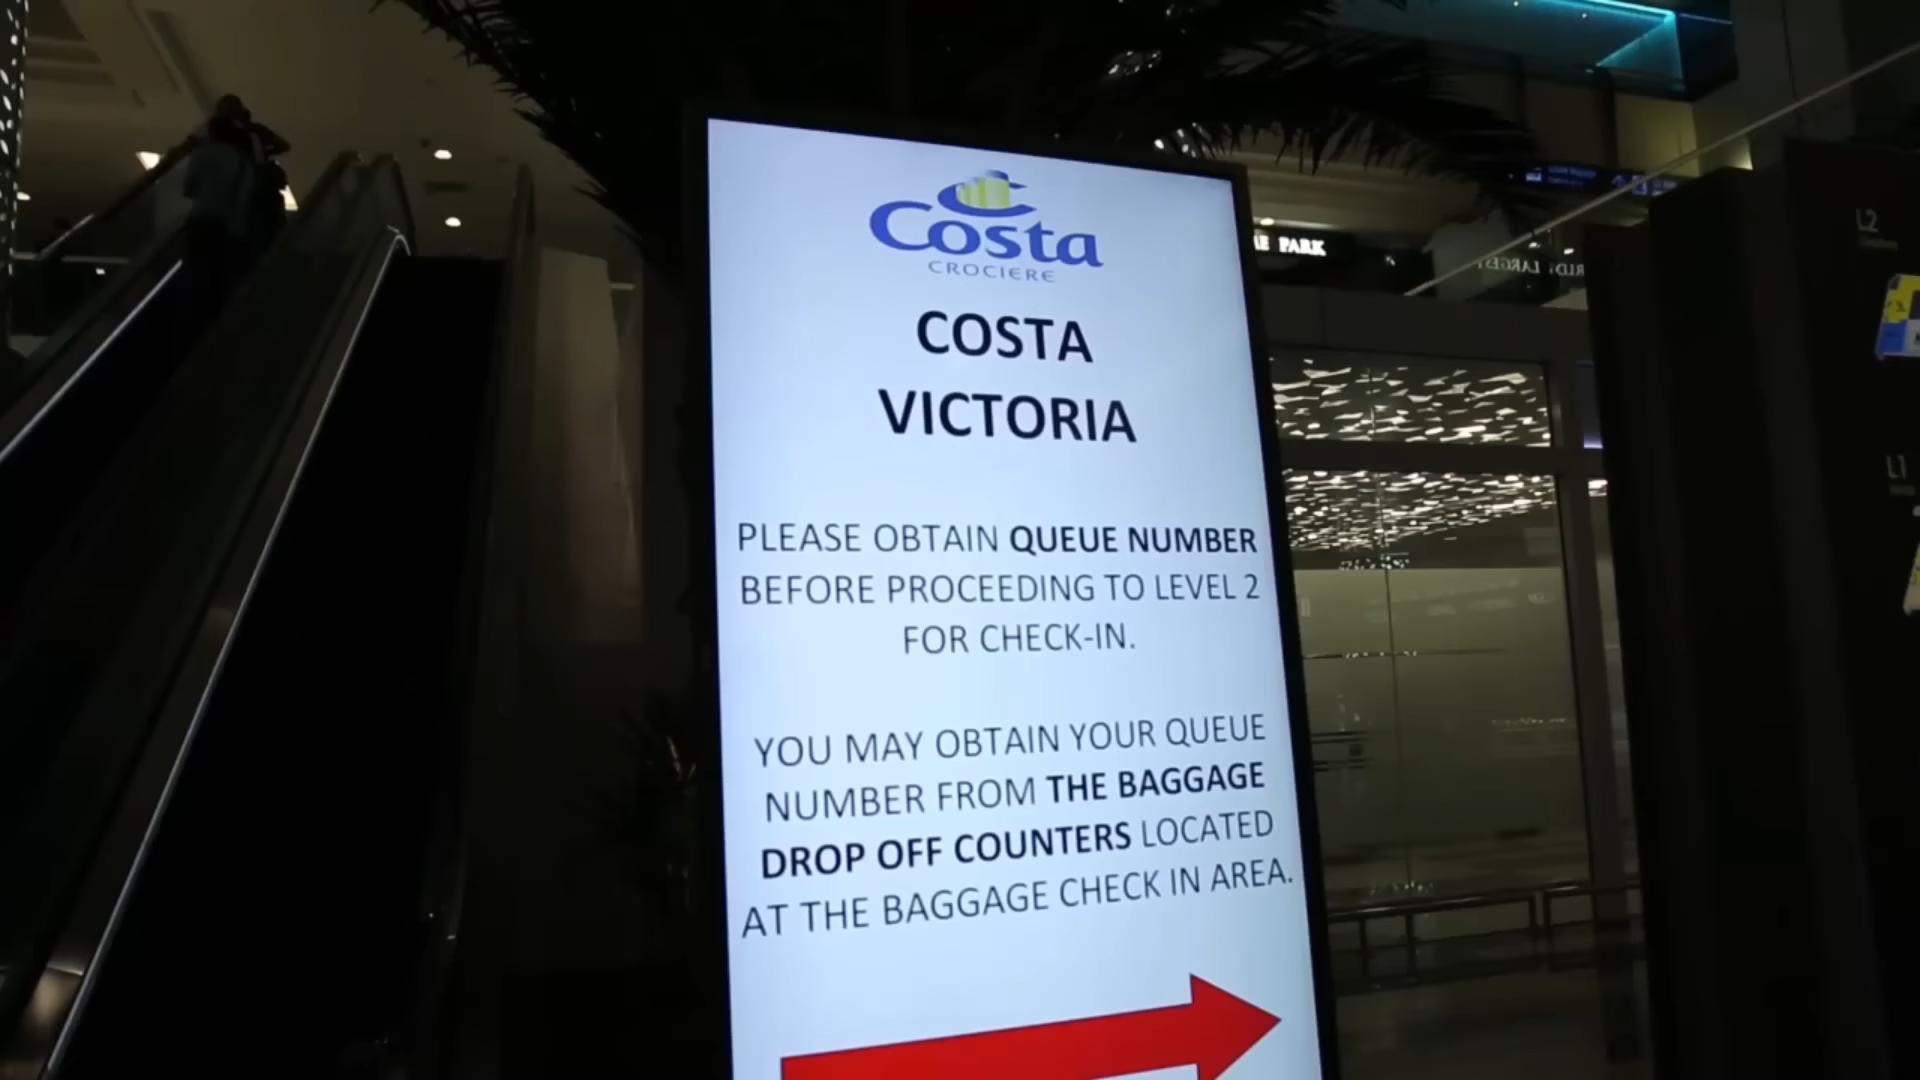 Costa
CROCIERE
COSTA
VICTORIA
PLEASE OBTAIN QUEUE NUMBER
BEFORE PROCEEDING TO LEVEL 2
FOR CHECK-IN.
YOU MAY OBTAIN YOUR QUEUE
NUMBER FROM THE BAGGAGE
DROP OFF COUNTERS LOCATED
AT THE BAGGAGE CHECK IN AREA.
PARK
L2
L1